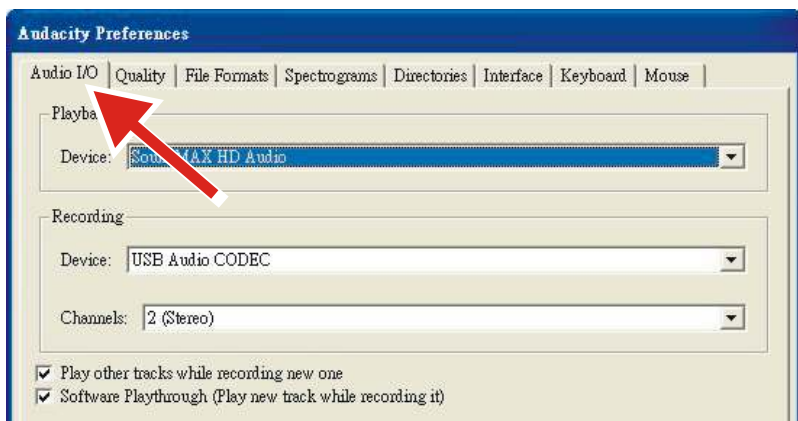 Audacity Preferences
Audio I/O Quality File Formats Spectrograms Directories Interface Keyboard Mouse
Device: MAX HD Audio
Recording
Device: USB Audio CODEC
Channels: 2 (Stereo)
Play other tracks while recording new one
Software Playthrough (Play new track while recording it)